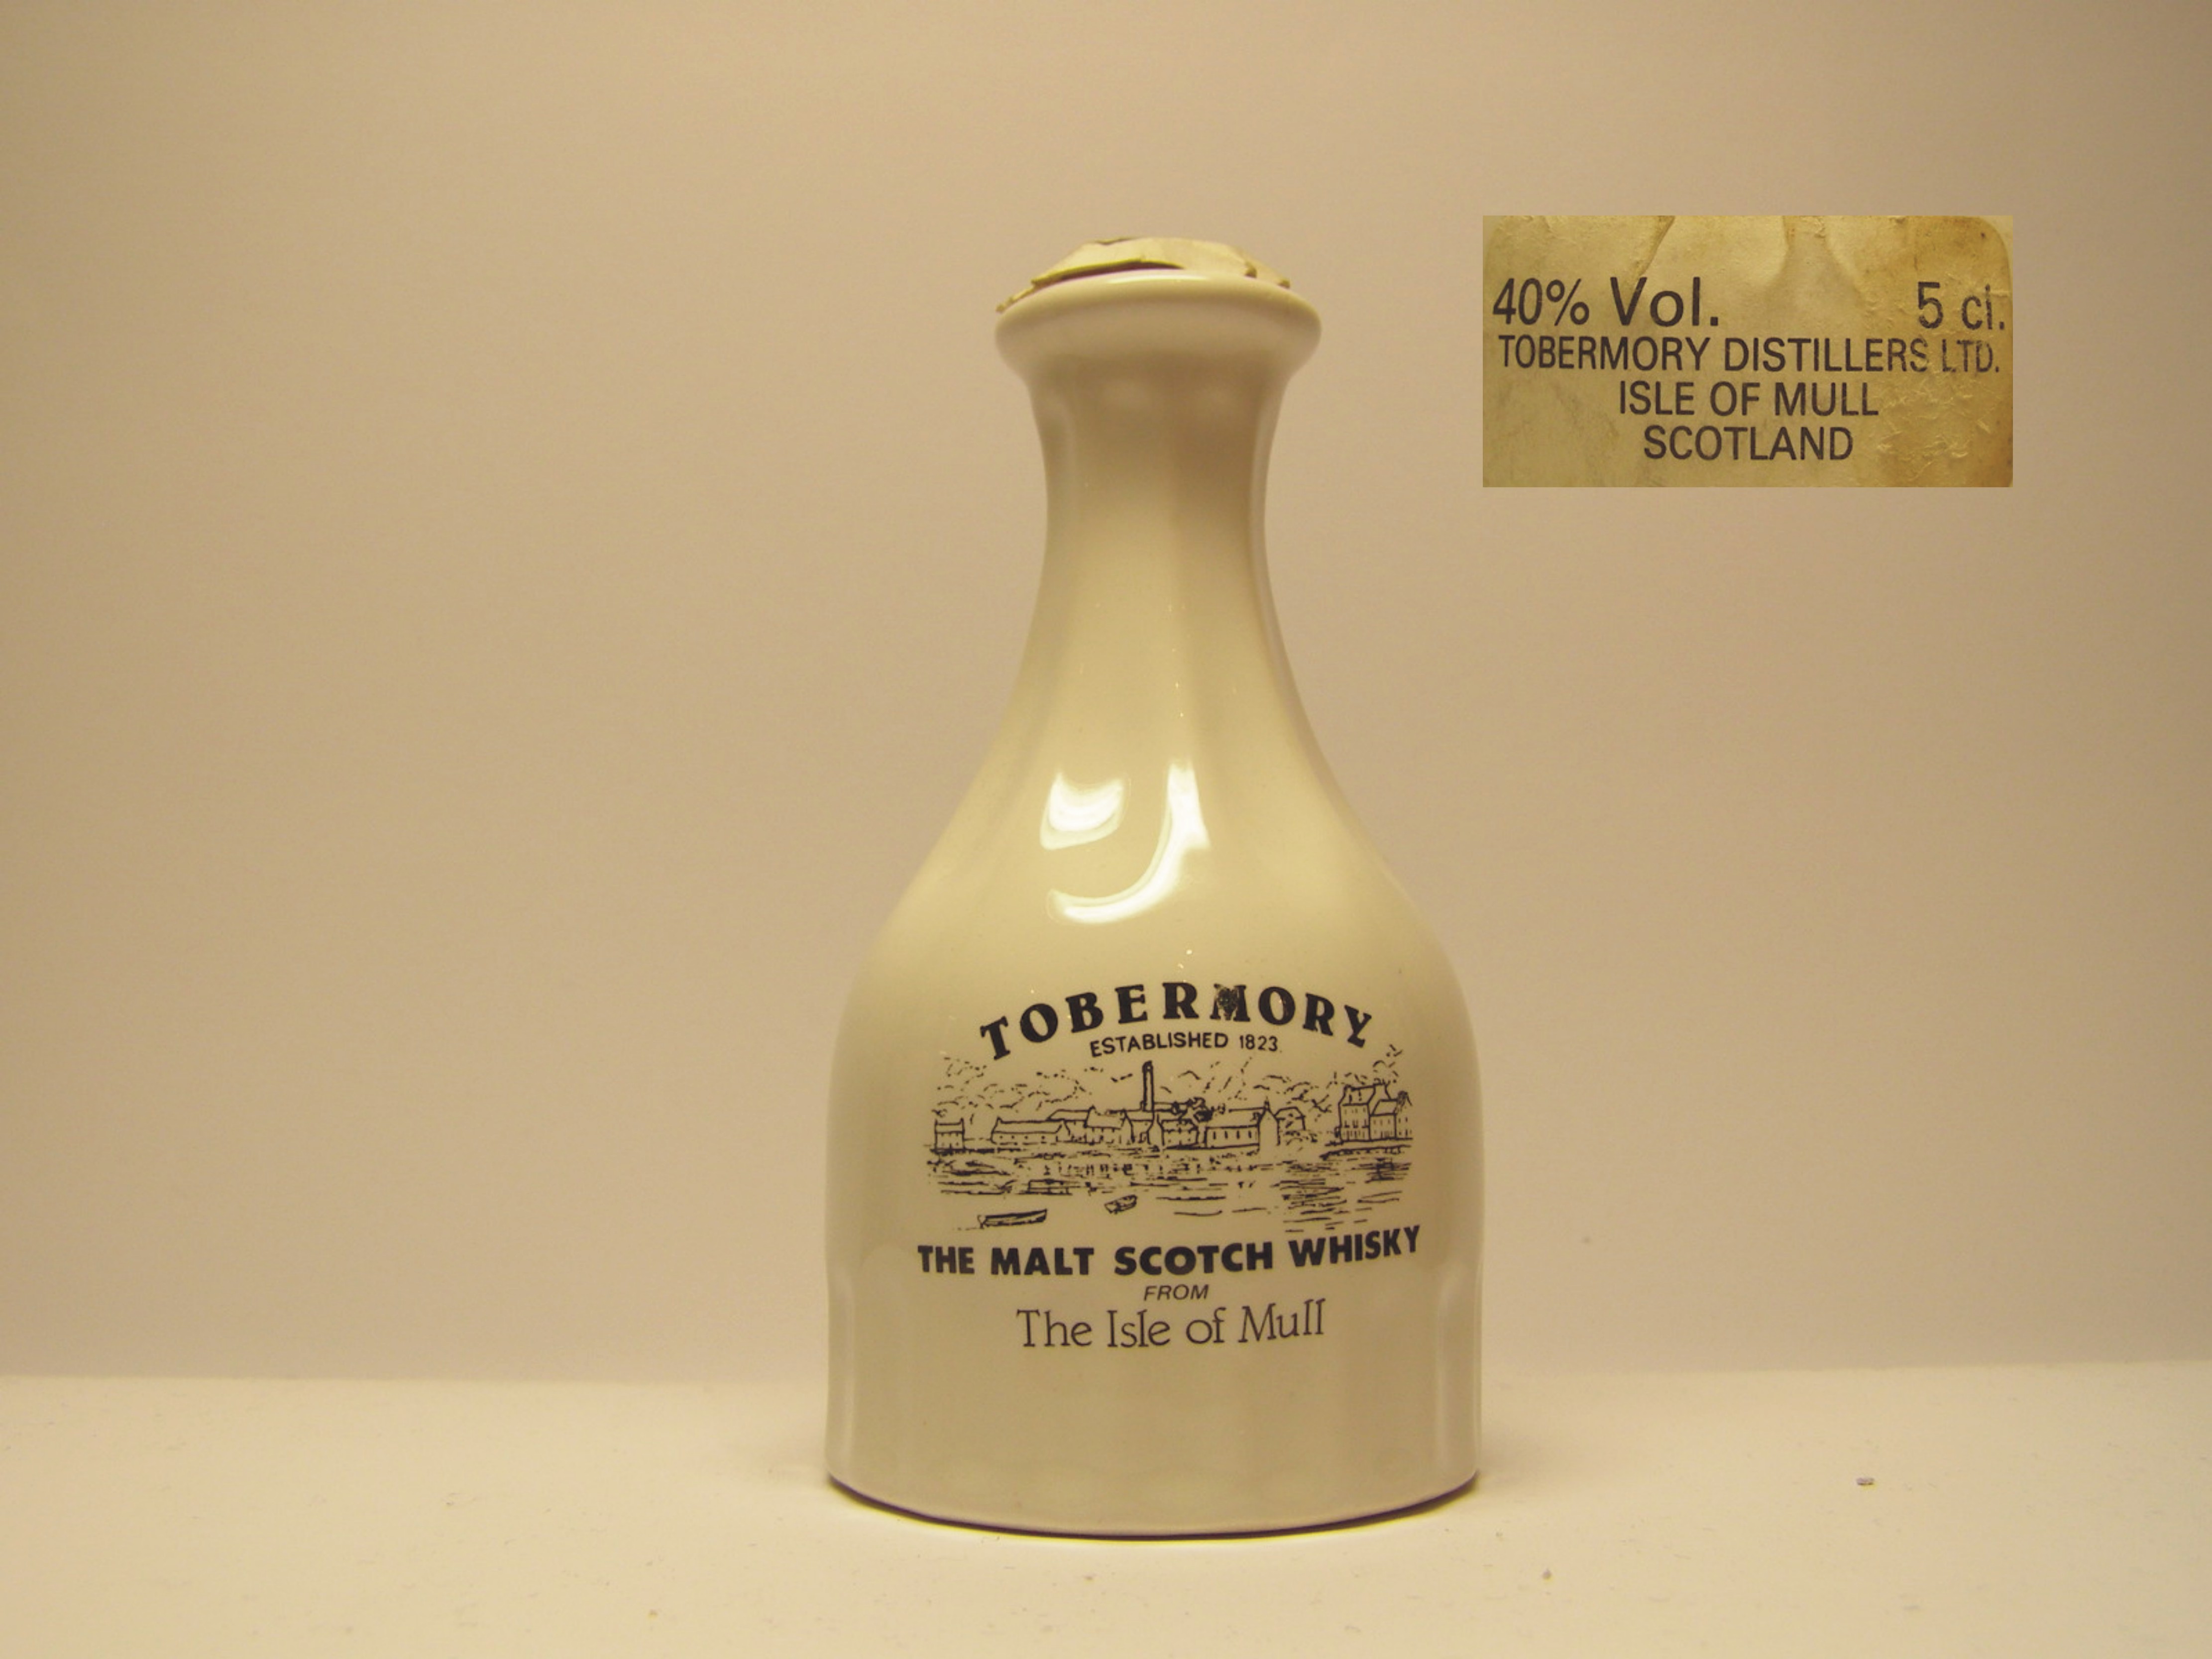 TOBERMORY
ESTABLISHED 1823
THE MALT SCOTCH WHISKY
FROM
The Isle of Mull
40% Vol. 5 cl.
TOBERMORY DISTILLERS LTD.
ISLE OF MULL
SCOTLAND